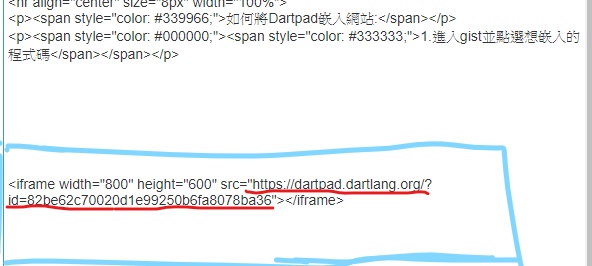 <hr align="center" size="8px" width="100%">
<p><span style="color: #339966;">如何將Dartpad嵌入網站:</span></p>
<p><span style="color: #000000;"><span style="color: #333333;">1.進入gist並點選想嵌入的
程式碼</span></span></p>
<iframe width="800" height="600" src="https://dartpad.dartlang.org/?
id=82be62c70020d1e99250b6fa8078ba36"></iframe>